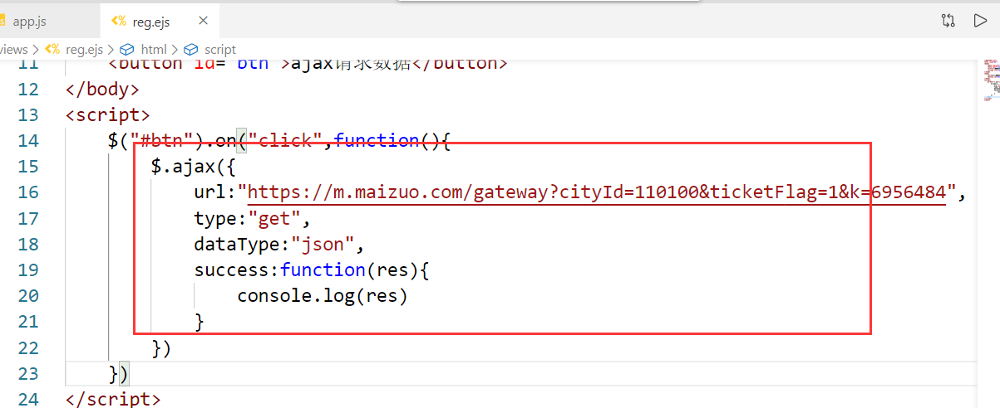 app.js
reg.ejs
views > reg.ejs > html > script
11 <button id="btn">ajax请求数据</button>
12 </body>
13 <script>
14 $("#btn").on("click",function(){
15 $.ajax({
16 url:"https://m.maizuo.com/gateway?cityId=110100&ticketFlag=1&k=6956484",
17 type:"get",
18 dataType:"json",
19 success:function(res){
20 console.log(res)
21 }
22 })
23 })
24 </script>